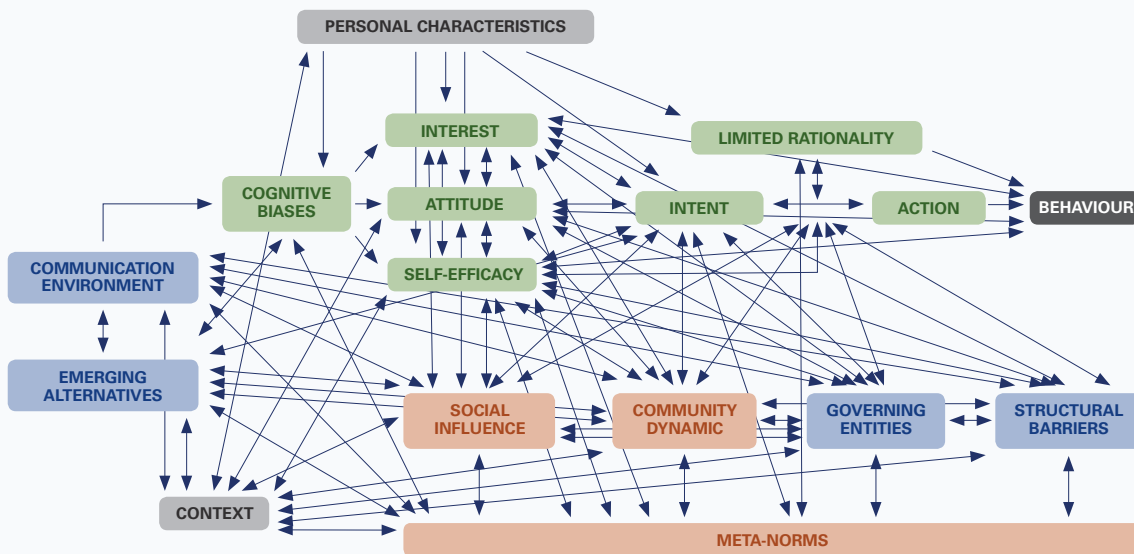 PERSONAL CHARACTERISTICS
INTEREST
LIMITED RATIONALITY
COGNITIVE
BIASES
ATTITUDE
INTENT
ACTION
BEHAVIOUR
COMMUNICATION
ENVIRONMENT
SELF-EFFICACY
EMERGING
ALTERNATIVES
SOCIAL
INFLUENCE
COMMUNITY
DYNAMIC
GOVERNING
ENTITIES
STRUCTURAL
BARRIERS
CONTEXT
META-NORMS